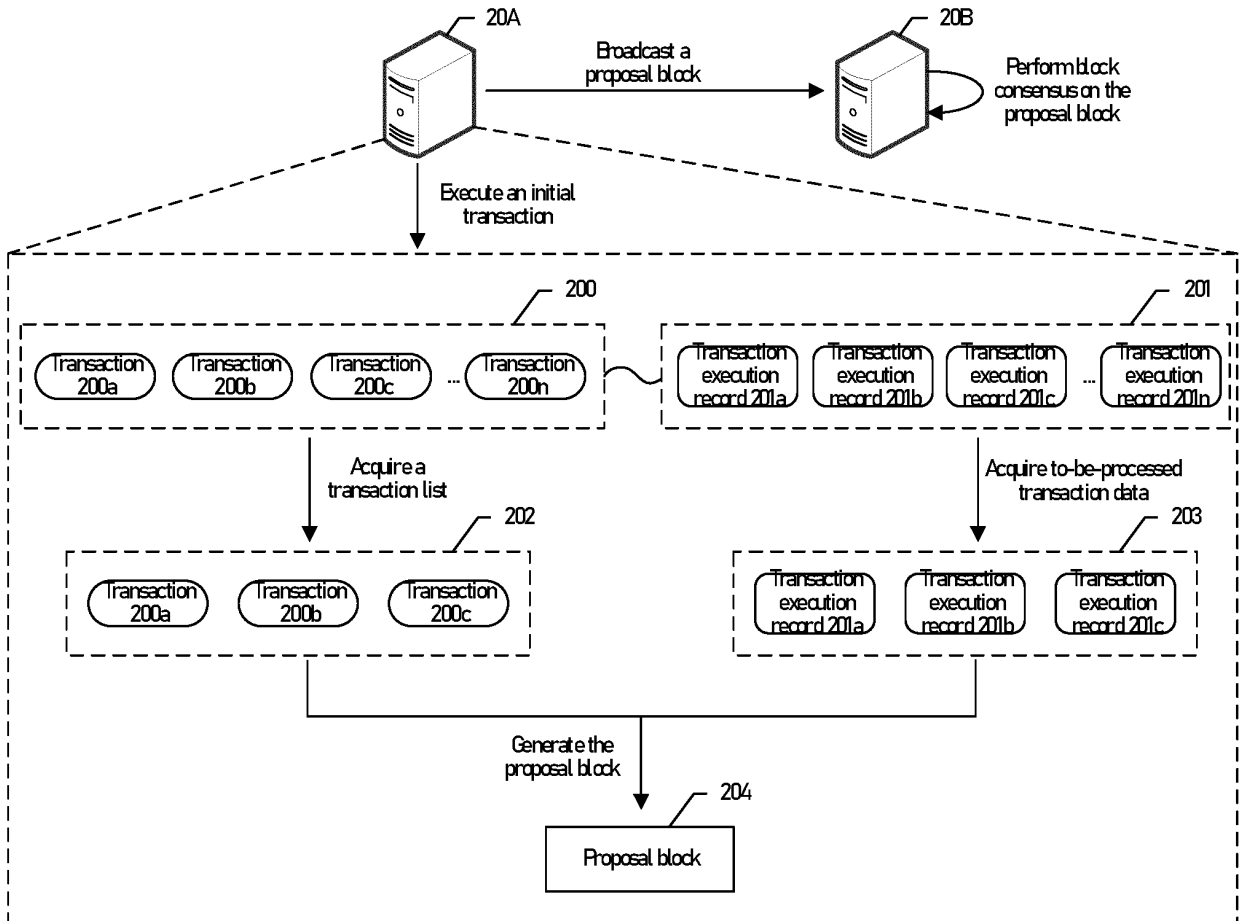 20A
20B
Broadcast a
proposal block
Perform block
consensus on the
proposal block
Execute an initial
transaction
200
201
Transaction
200a
Transaction
200b
Transaction
200c
...
Transaction
200n
Transaction
execution
record 201a
Transaction
execution
record 201b
Transaction
execution
record 201c
...
Transaction
execution
record 201n
Acquire a
transaction list
Acquire to-be-processed
transaction data
202
203
Transaction
200a
Transaction
200b
Transaction
200c
Transaction
execution
record 201a
Transaction
execution
record 201b
Transaction
execution
record 201c
Generate the
proposal block
204
Proposal block